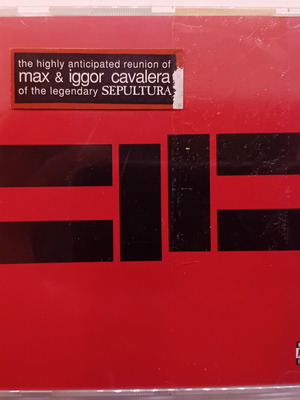 the highly anticipated reunion of
max & iggor cavalera
of the legendary SEPULTURA